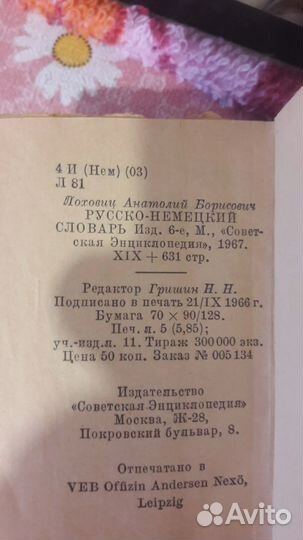 4 И (Нем) (03)
Л 81
Лоховиц Анатолий Борисович
РУССКО-НЕМЕЦКИЙ
СЛОВАРЬ Изд. 6-е, М., «Совет-
ская Энциклопедия», 1967.
XIX + 631 стр.
Редактор Гришин Н. Н.
Подписано в печать 21/IX 1966 г.
Бумага 70 × 90/128.
Печ. л. 5 (5,85);
уч.-изд.л. 11. Тираж 300 000 экз.
Цена 50 коп. Заказ № 005134
Издательство
«Советская Энциклопедия»
Москва, Ж-28,
Покровский бульвар, 8.
Отпечатано в
VEB Offizin Andersen Nexö,
Leipzig
Avito